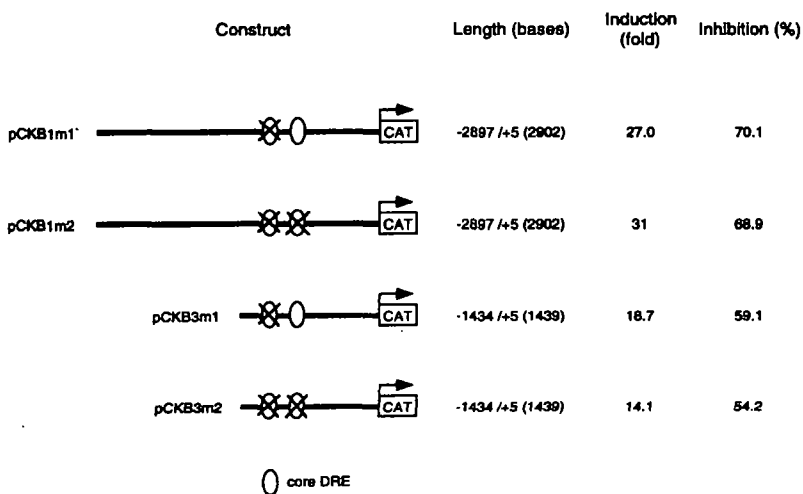 Construct Length (bases) Induction (fold) Inhibition (%)
pCKB1m1 CAT -2897 /+5 (2902) 27.0 70.1
pCKB1m2 CAT -2897 /+5 (2902) 31 68.9
pCKB3m1 CAT -1434 /+5 (1439) 18.7 59.1
pCKB3m2 CAT -1434 /+5 (1439) 14.1 54.2
core DRE